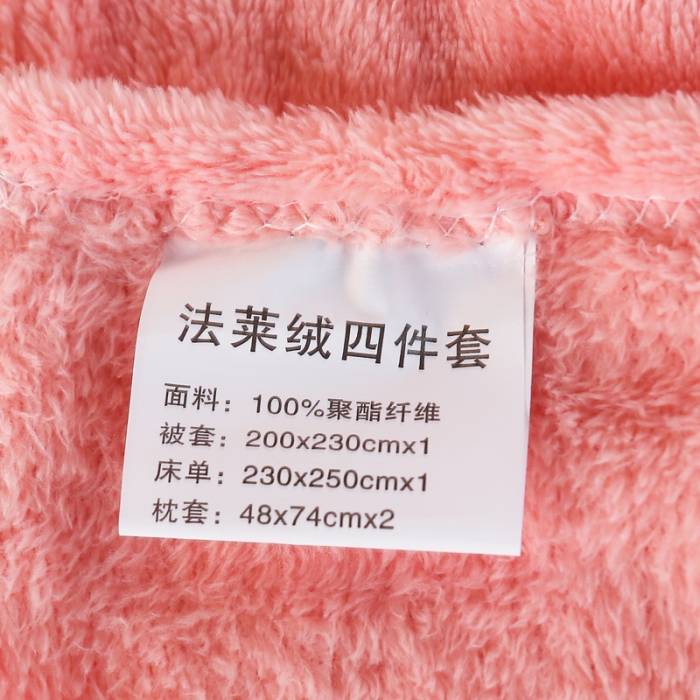 法莱绒四件套
面料：100%聚酯纤维
被套：200x230cmx1
床单：230x250cmx1
枕套：48x74cmx2